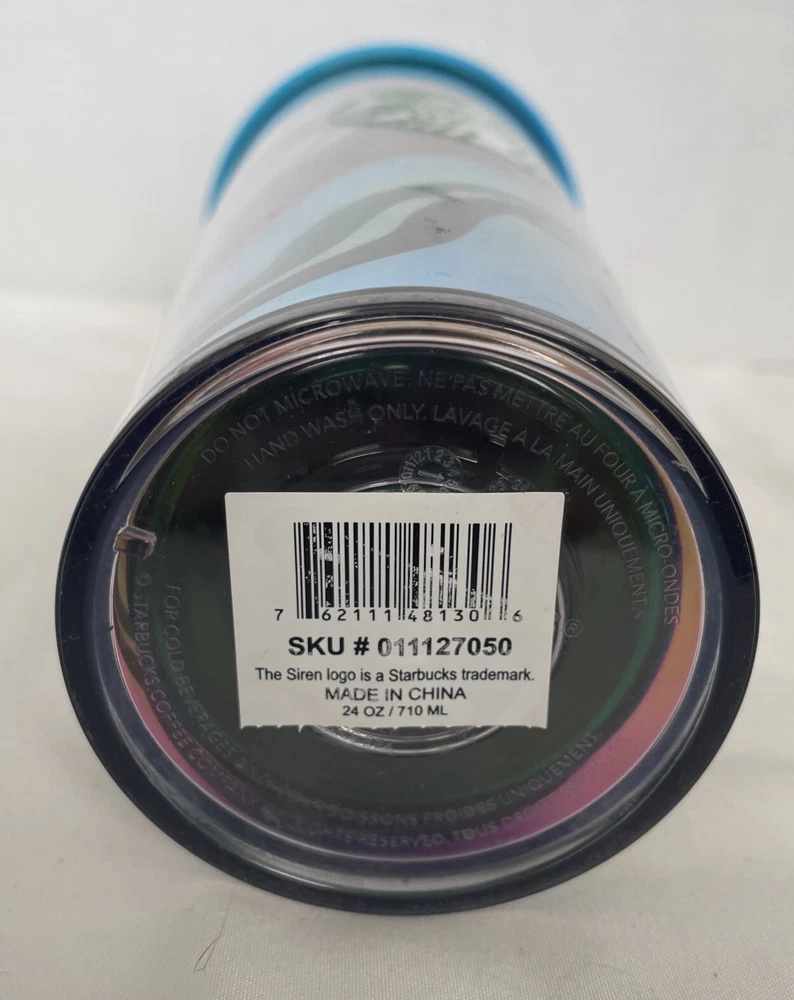 DO NOT MICROWAVE. NE PAS METTRE AU FOUR A MICRO-ONDES
HAND WASH ONLY. LAVAGE A LA MAIN UNIQUEMENT.
7 62111 48130 6
SKU # 011127050
The Siren logo is a Starbucks trademark.
MADE IN CHINA
24 OZ / 710 ML
®
FOR COLD BEVERAGES BOISSONS FROIDES UNIQUEMENT.
© STARBUCKS COFFEE COMPANY RIGHTS RESERVED. TOUS